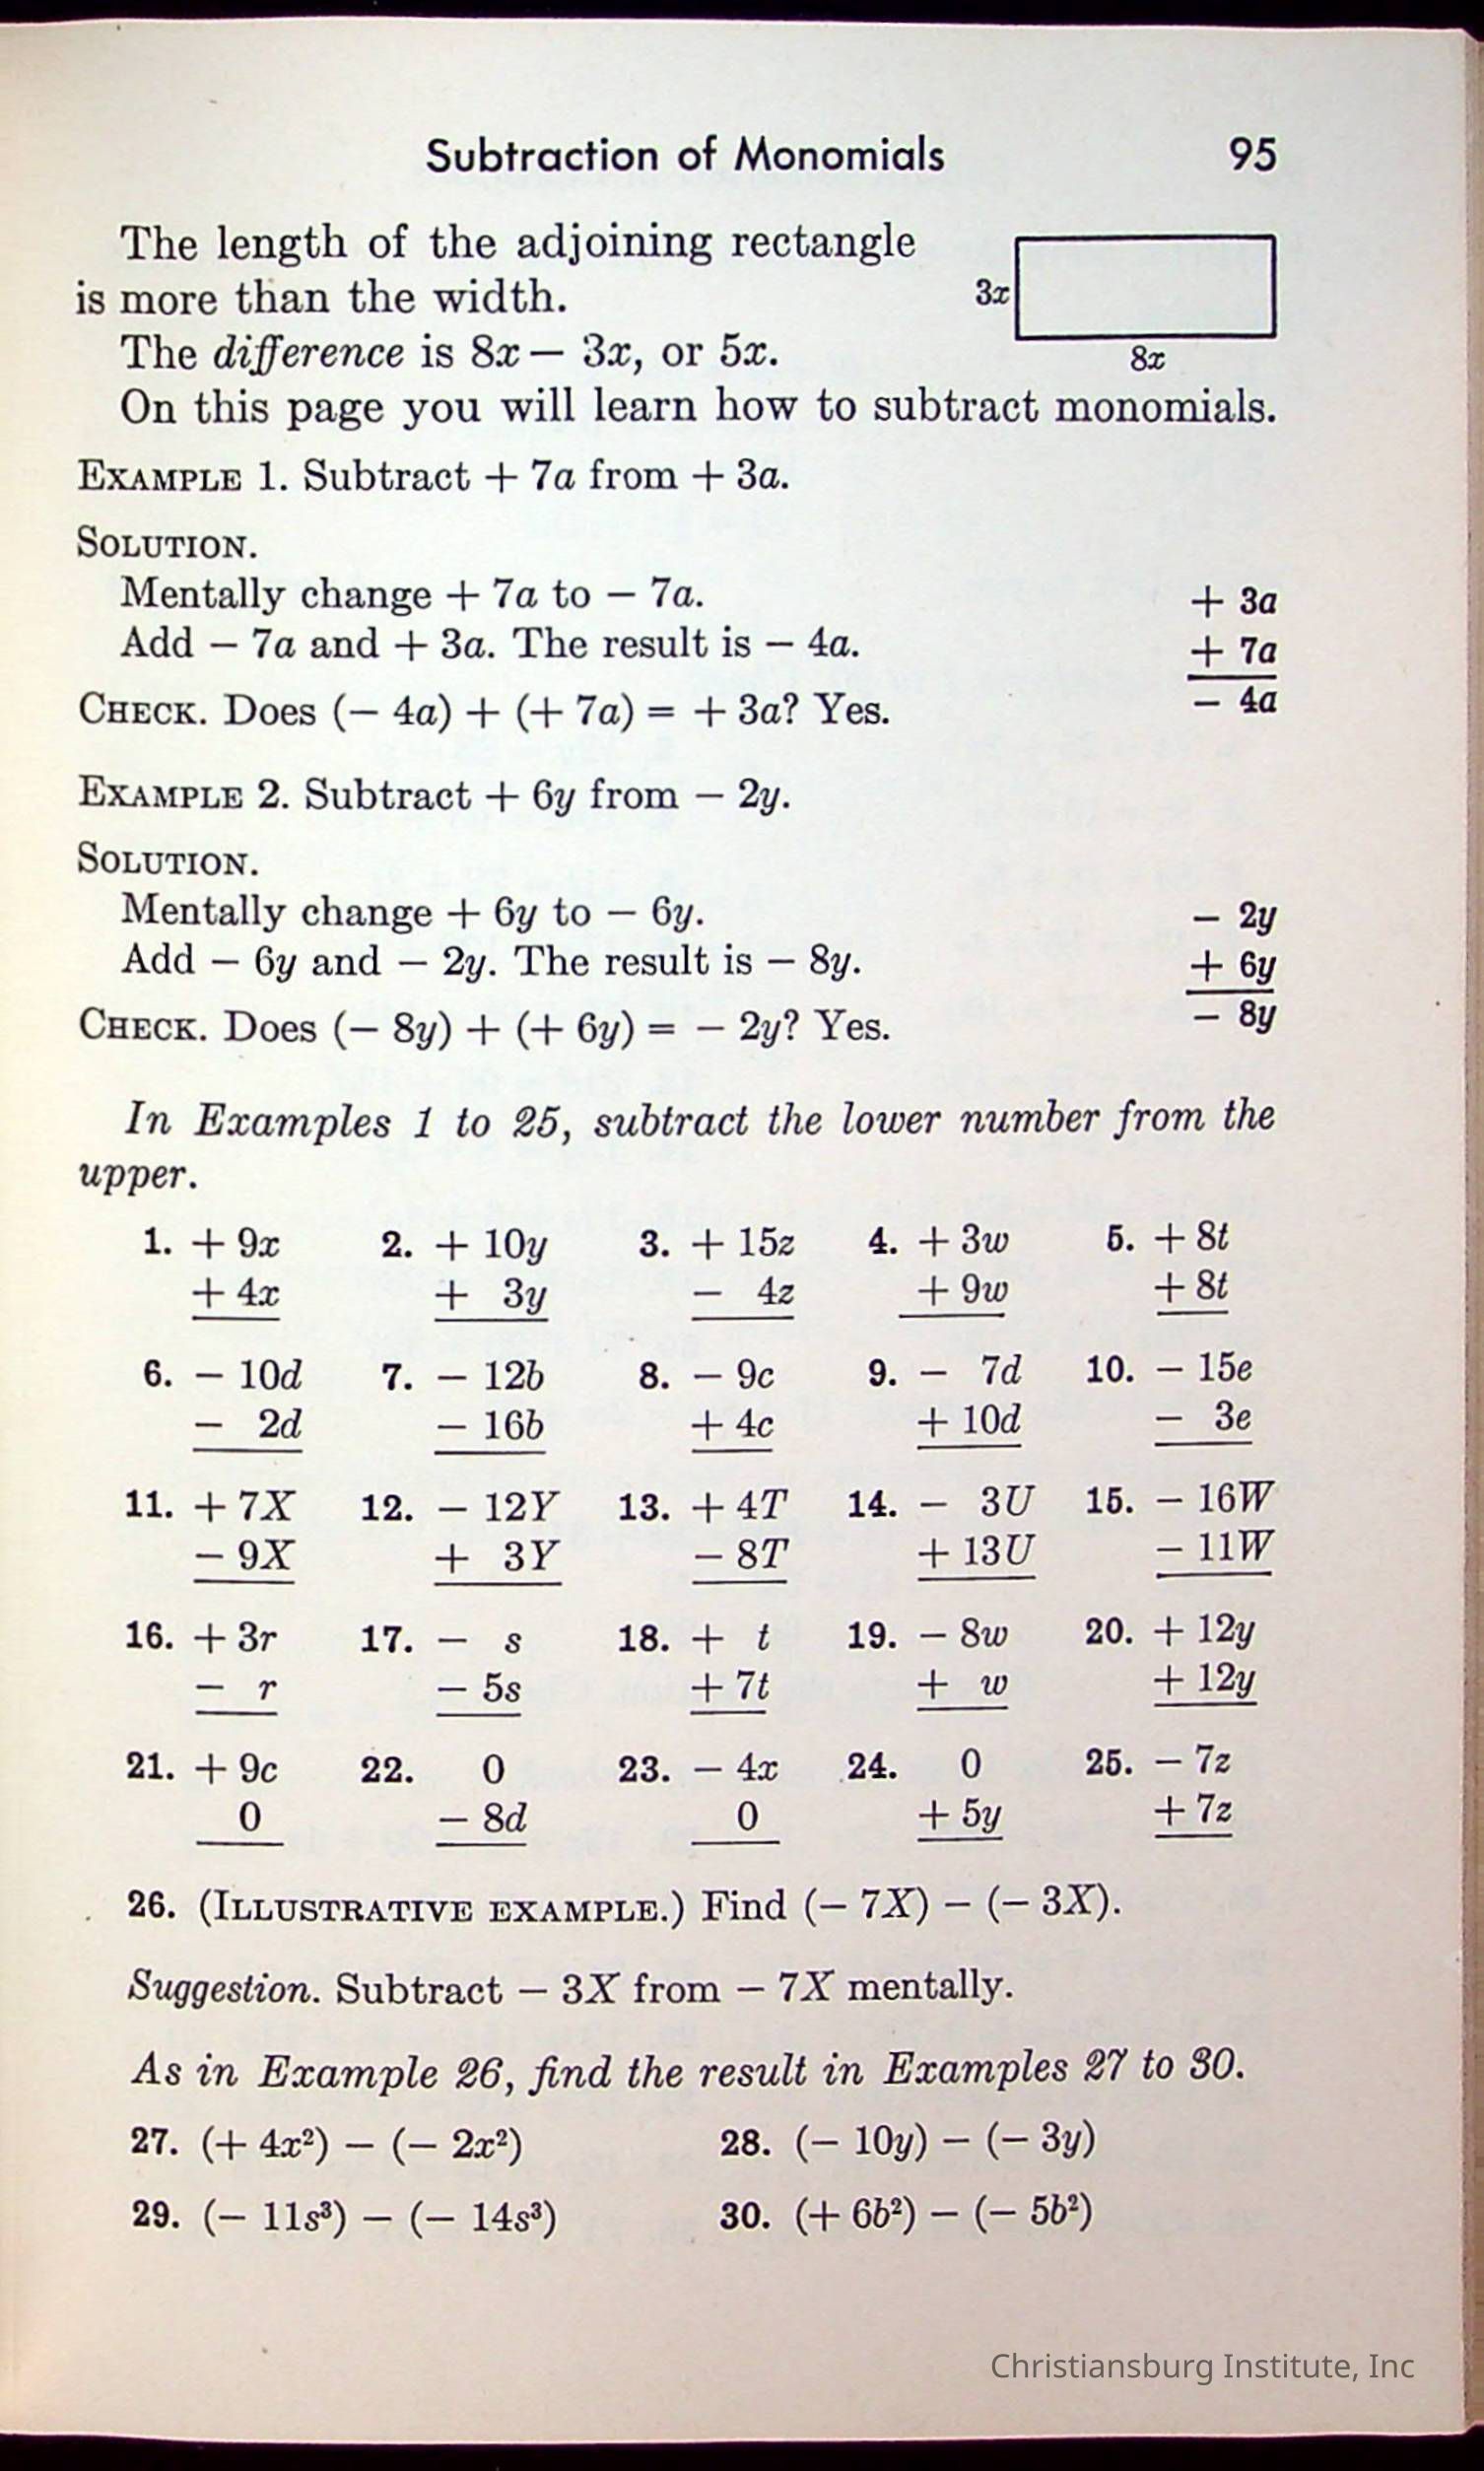 Subtraction of Monomials 95
The length of the adjoining rectangle
is more than the width.
3x
The difference is 8x — 3x, or 5x.
8x
On this page you will learn how to subtract monomials.
EXAMPLE 1. Subtract + 7a from + 3a.
SOLUTION.
Mentally change + 7a to — 7a.
+ 3a
Add — 7a and + 3a. The result is — 4a.
+ 7a
— 4a
CHECK. Does (— 4a) + (+ 7a) = + 3a? Yes.
EXAMPLE 2. Subtract + 6y from — 2y.
SOLUTION.
Mentally change + 6y to — 6y.
— 2y
Add — 6y and — 2y. The result is — 8y.
+ 6y
— 8y
CHECK. Does (— 8y) + (+ 6y) = — 2y? Yes.
In Examples 1 to 25, subtract the lower number from the
upper.
1. + 9x 2. + 10y 3. + 15z 4. + 3w 5. + 8t
+ 4x + 3y — 4z + 9w + 8t
6. — 10d 7. — 12b 8. — 9c 9. — 7d 10. — 15e
— 2d — 16b + 4c + 10d — 3e
11. + 7X 12. — 12Y 13. + 4T 14. — 3U 15. — 16W
— 9X + 3Y — 8T + 13U — 11W
16. + 3r 17. — s 18. + t 19. — 8w 20. + 12y
— r — 5s + 7t + w + 12y
21. + 9c 22. 0 23. — 4x 24. 0 25. — 7z
0 — 8d 0 + 5y + 7z
26. (ILLUSTRATIVE EXAMPLE.) Find (— 7X) — (— 3X).
Suggestion. Subtract — 3X from — 7X mentally.
As in Example 26, find the result in Examples 27 to 30.
27. (+ 4x²) — (— 2x²) 28. (— 10y) — (— 3y)
29. (— 11s³) — (— 14s³) 30. (+ 6b²) — (— 5b²)
Christiansburg Institute, Inc